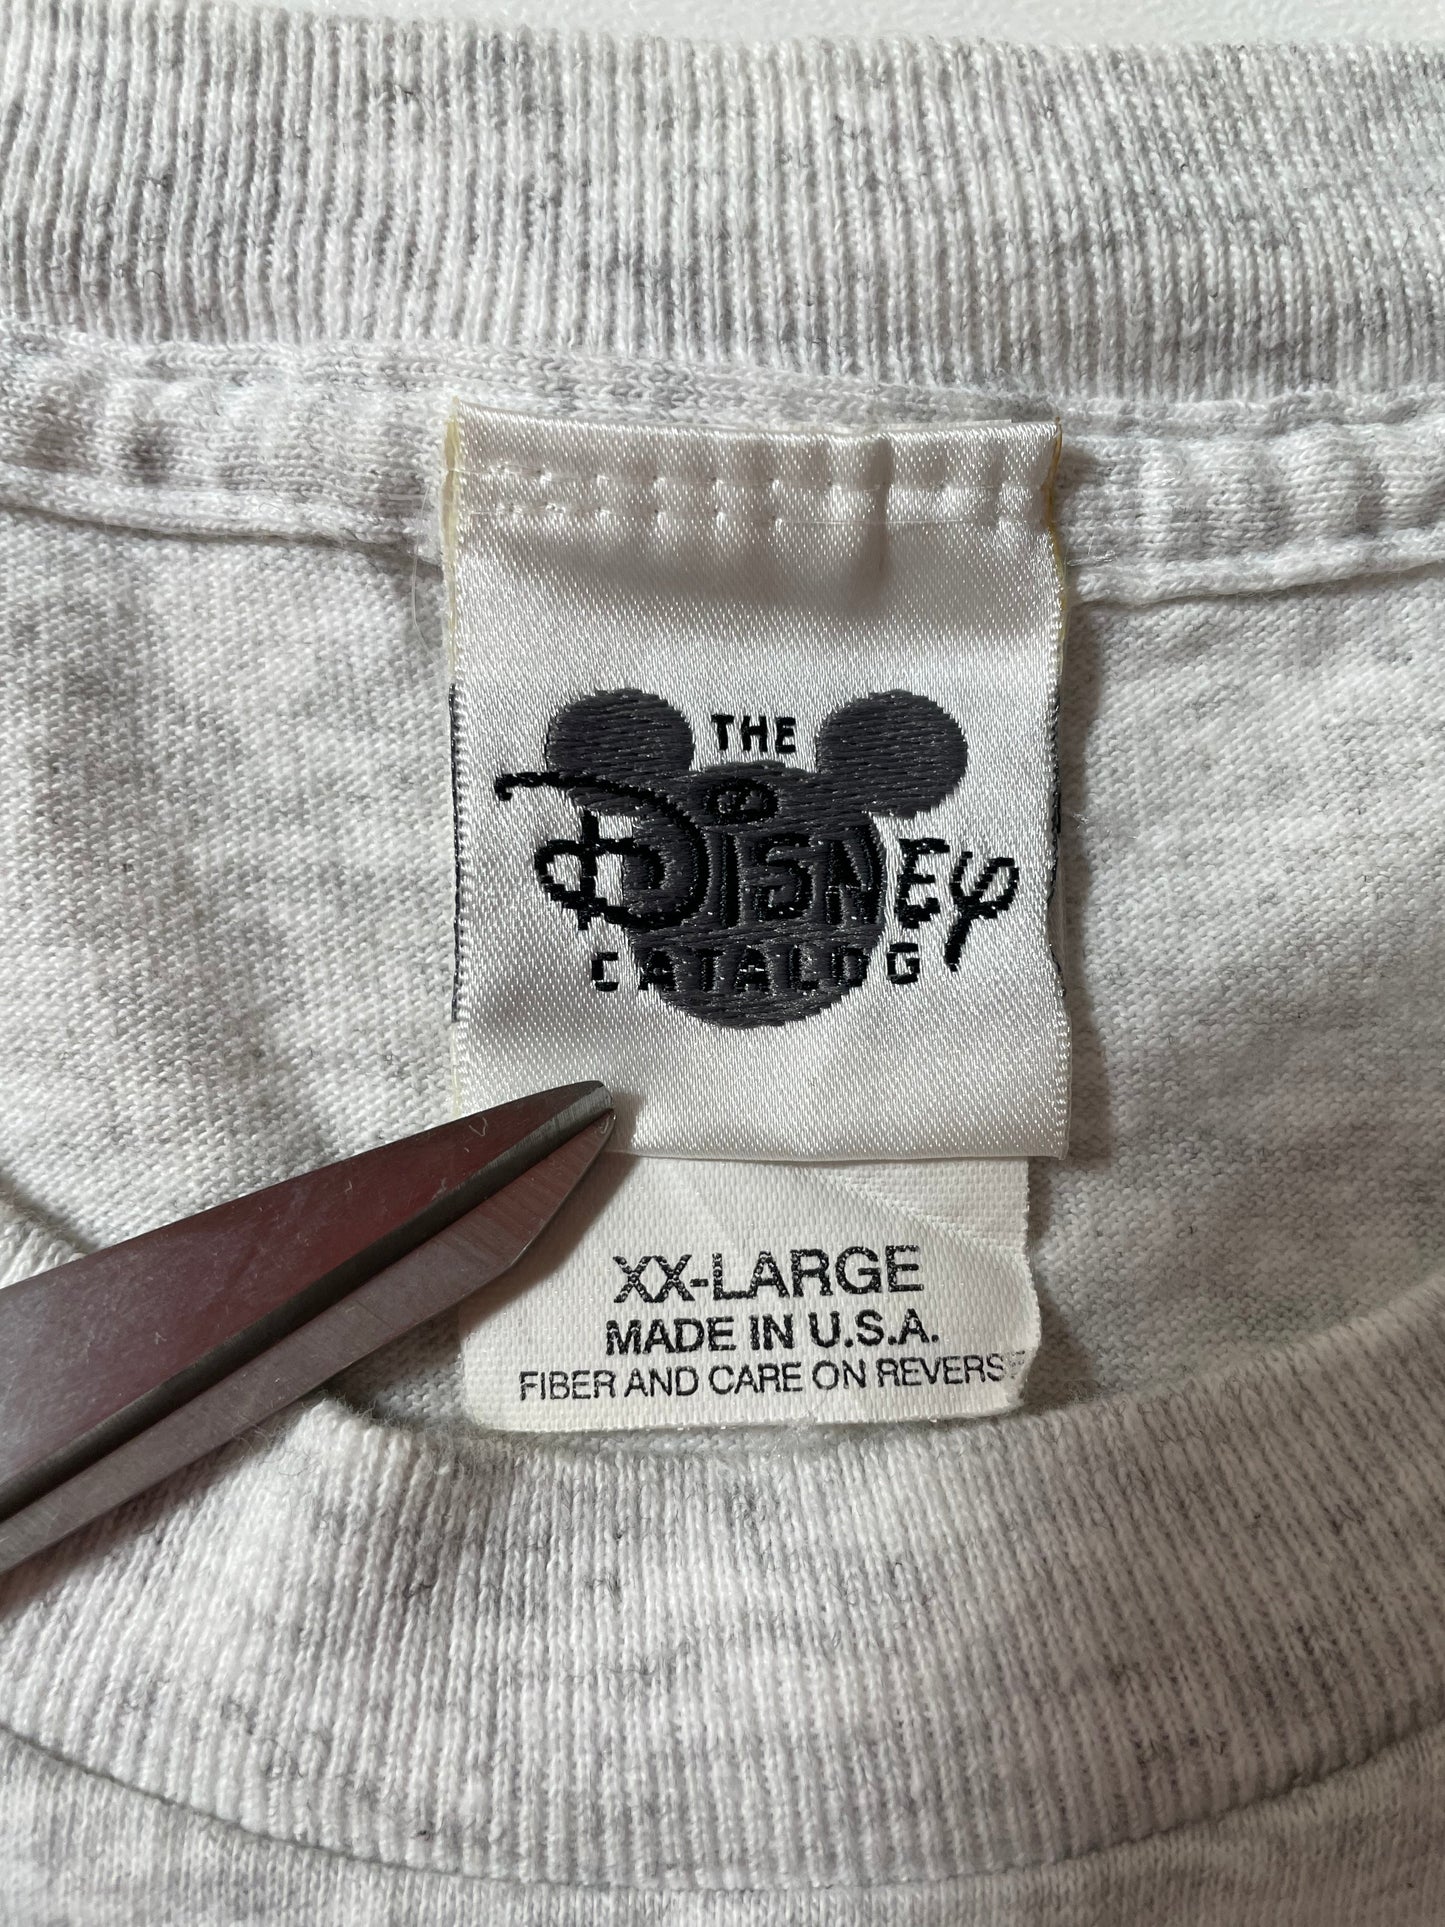 THE
DISNEY
CATALOG
XX-LARGE
MADE IN U.S.A.
FIBER AND CARE ON REVERSE